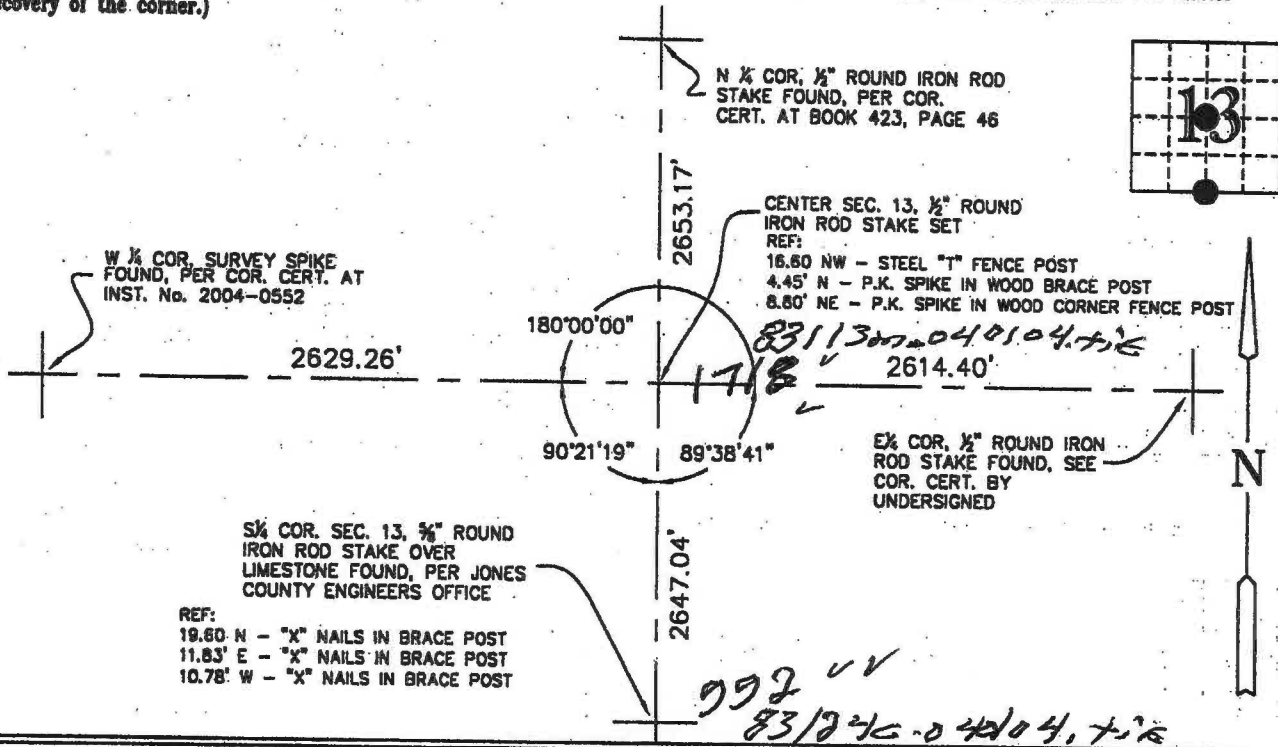 ecovery of the corner.)
N ¼ COR, ½" ROUND IRON ROD
STAKE FOUND, PER COR.
CERT. AT BOOK 423, PAGE 46
13
2653.17'
CENTER SEC. 13, ½" ROUND
IRON ROD STAKE SET
REF:
16.60 NW – STEEL "T" FENCE POST
4.45' N – P.K. SPIKE IN WOOD BRACE POST
8.80' NE – P.K. SPIKE IN WOOD CORNER FENCE POST
W ¼ COR, SURVEY SPIKE
FOUND, PER COR. CERT. AT
INST. No. 2004-0552
180°00'00"
2629.26'
1718
2614.40'
90°21'19"
89°38'41"
E¼ COR, ½" ROUND IRON
ROD STAKE FOUND, SEE
COR. CERT. BY
UNDERSIGNED
N
S¼ COR. SEC. 13, ⅝" ROUND
IRON ROD STAKE OVER
LIMESTONE FOUND, PER JONES
COUNTY ENGINEERS OFFICE
REF:
19.60 N – "X" NAILS IN BRACE POST
11.83' E – "X" NAILS IN BRACE POST
10.78' W – "X" NAILS IN BRACE POST
2647.04'
992